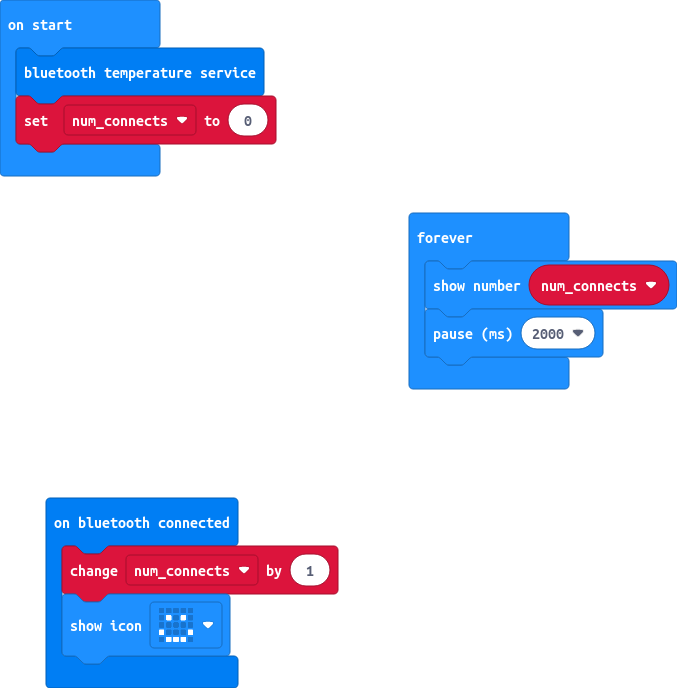 on start
bluetooth temperature service
set num_connects to 0
forever
show number num_connects
pause (ms) 2000
on bluetooth connected
change num_connects by 1
show icon